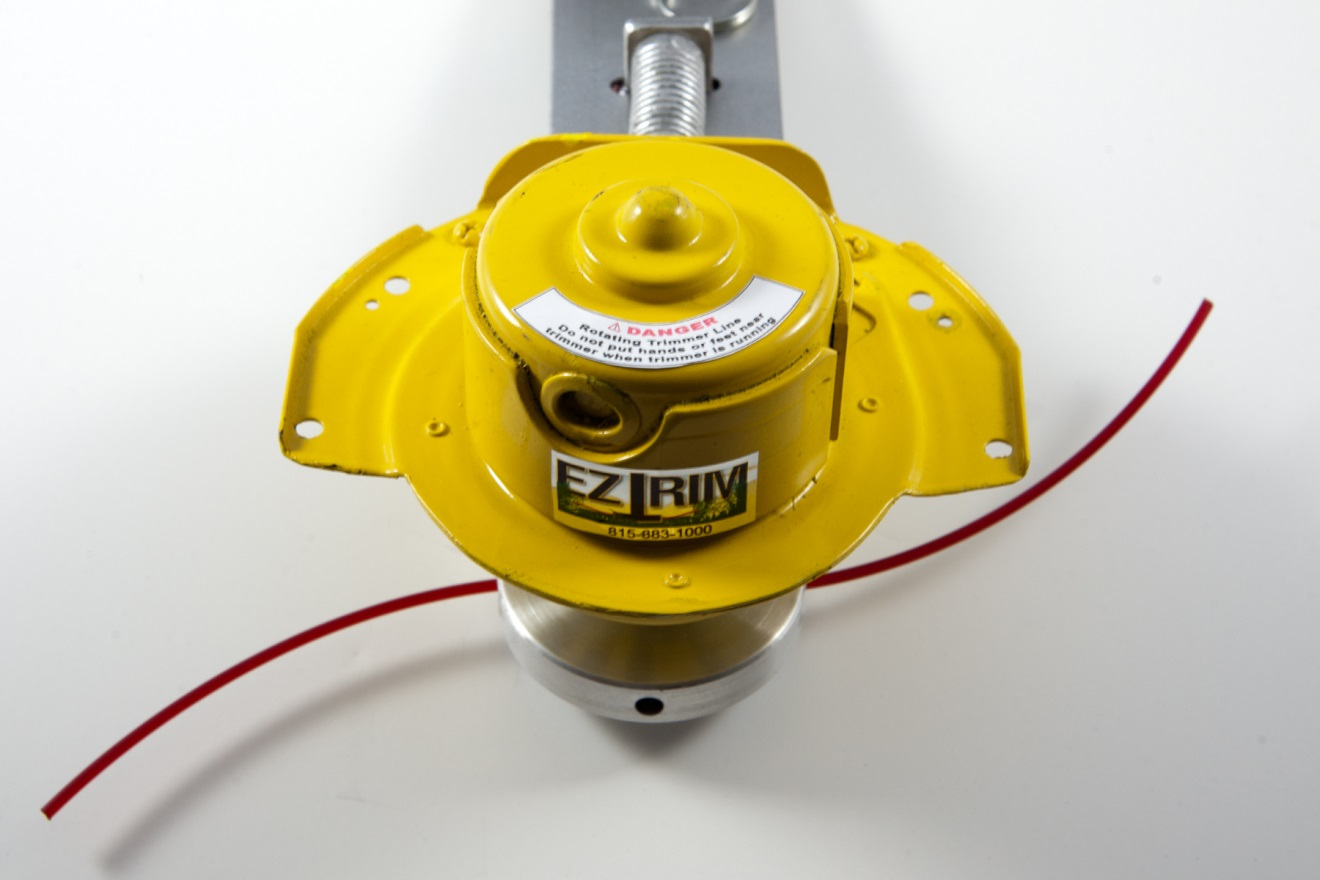 ⚠ DANGER
Rotating Trimmer Line
Do not put hands or feet near
trimmer when trimmer is running
EZTRIM
815-683-1000